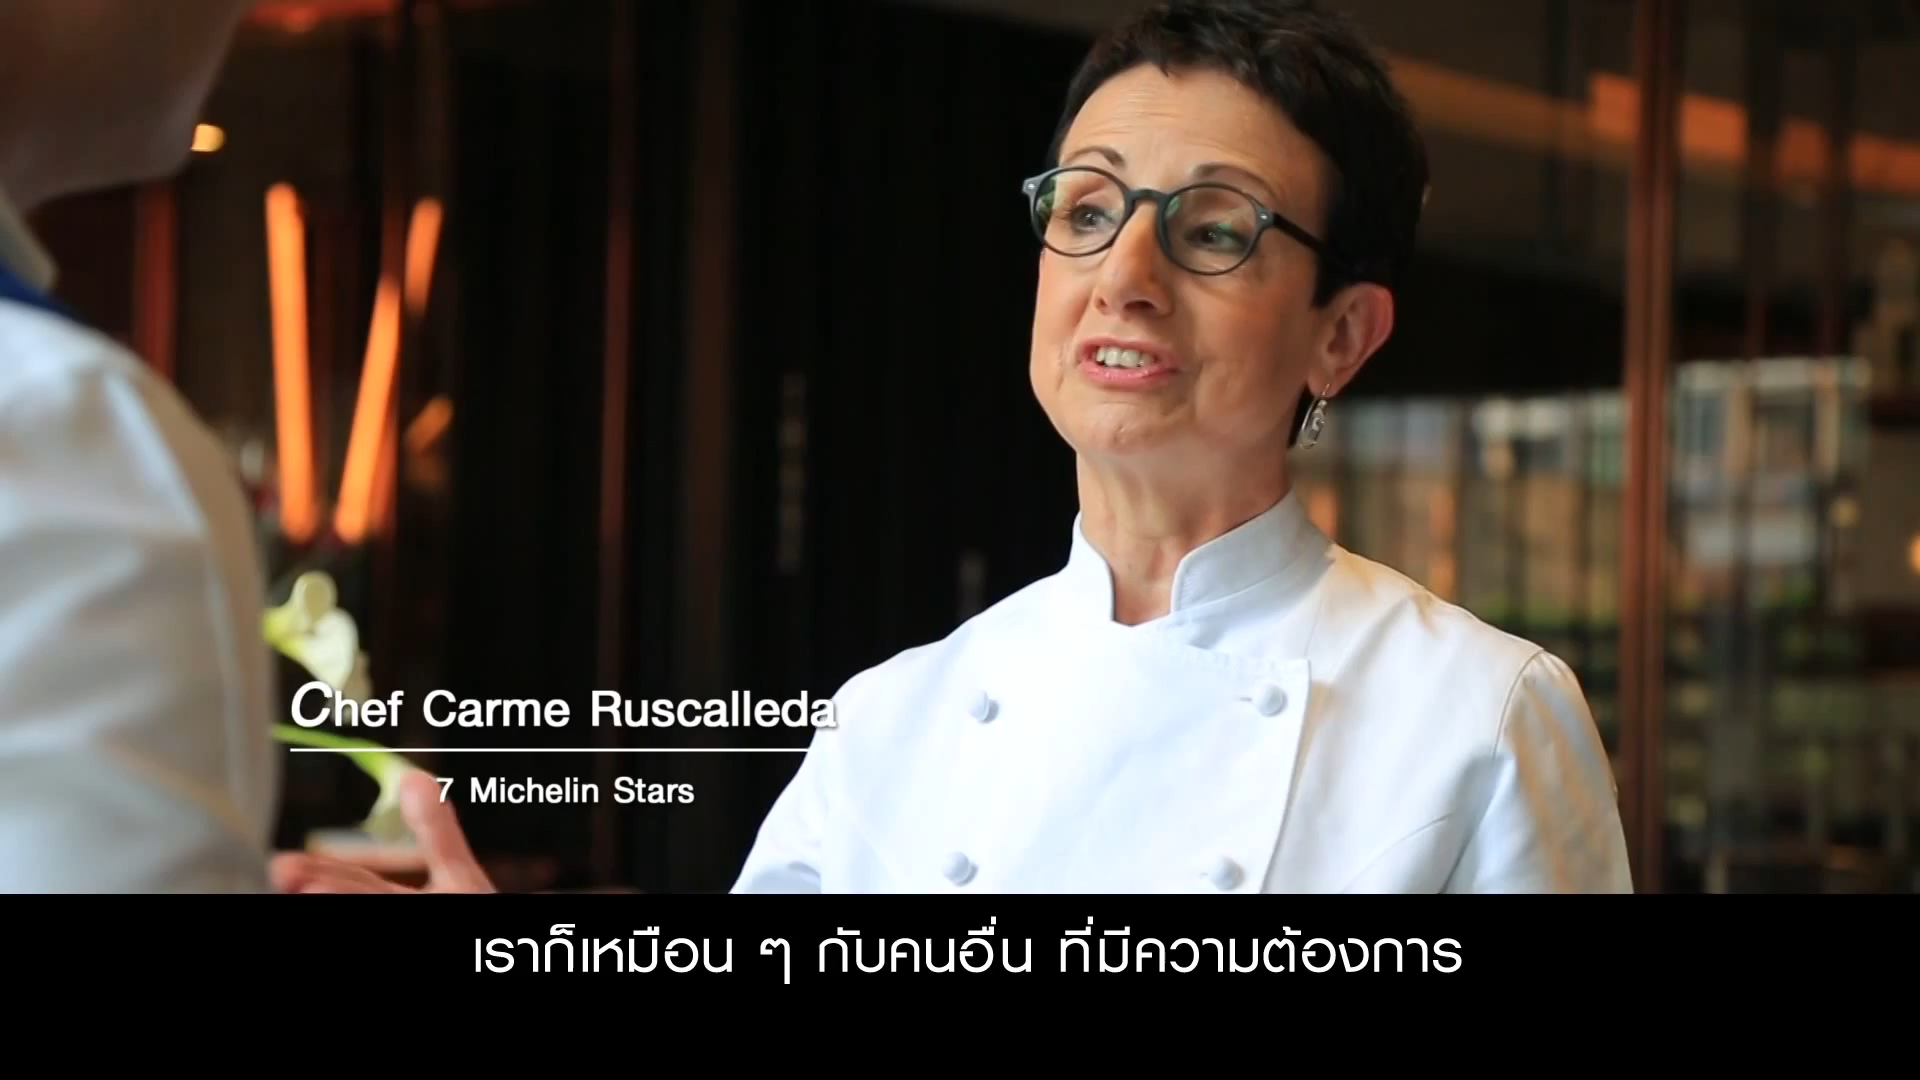 Chef Carme Ruscalleda
7 Michelin Stars
เราก็เหมือน ๆ กับคนอื่น ที่มีความต้องการ